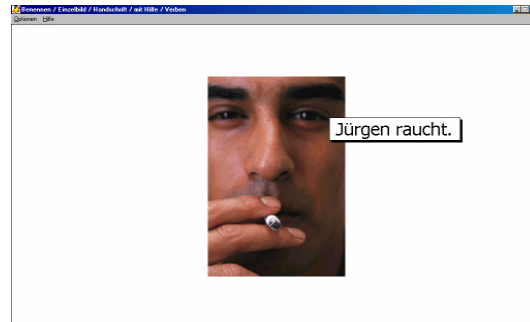 Benennen / Einzelbild / Handschrift / mit Hilfe / Verben
Optionen Hilfe
Jürgen raucht.